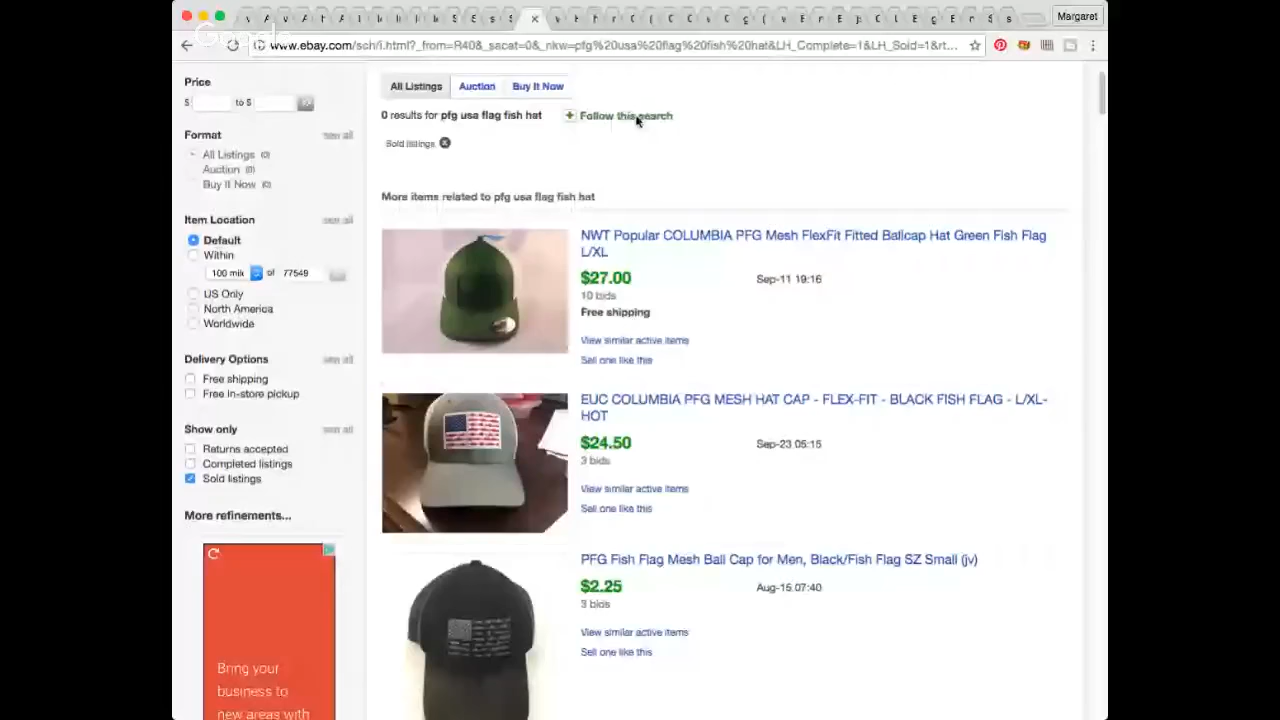 Margaret
www.ebay.com/sch/i.html?_from=R40&_sacat=0&_nkw=pfg%20usa%20flag%20fish%20hat&LH_Complete=1&LH_Sold=1&rt...
Price
$ to $
Format
see all
All Listings (0)
Auction (0)
Buy It Now (0)
Item Location
see all
Default
Within
100 mile of 77549
US Only
North America
Worldwide
Delivery Options
see all
Free shipping
Free in-store pickup
Show only
see all
Returns accepted
Completed listings
Sold listings
More refinements...
Bring your
business to
new areas with
All Listings Auction Buy It Now
0 results for pfg usa flag fish hat
+ Follow this search
Sold listings
More items related to pfg usa flag fish hat
NWT Popular COLUMBIA PFG Mesh FlexFit Fitted Ballcap Hat Green Fish Flag
L/XL
$27.00
Sep-11 19:16
10 bids
Free shipping
View similar active items
Sell one like this
EUC COLUMBIA PFG MESH HAT CAP - FLEX-FIT - BLACK FISH FLAG - L/XL-
HOT
$24.50
Sep-23 05:15
3 bids
View similar active items
Sell one like this
PFG Fish Flag Mesh Ball Cap for Men, Black/Fish Flag SZ Small (jv)
$2.25
Aug-15 07:40
3 bids
View similar active items
Sell one like this